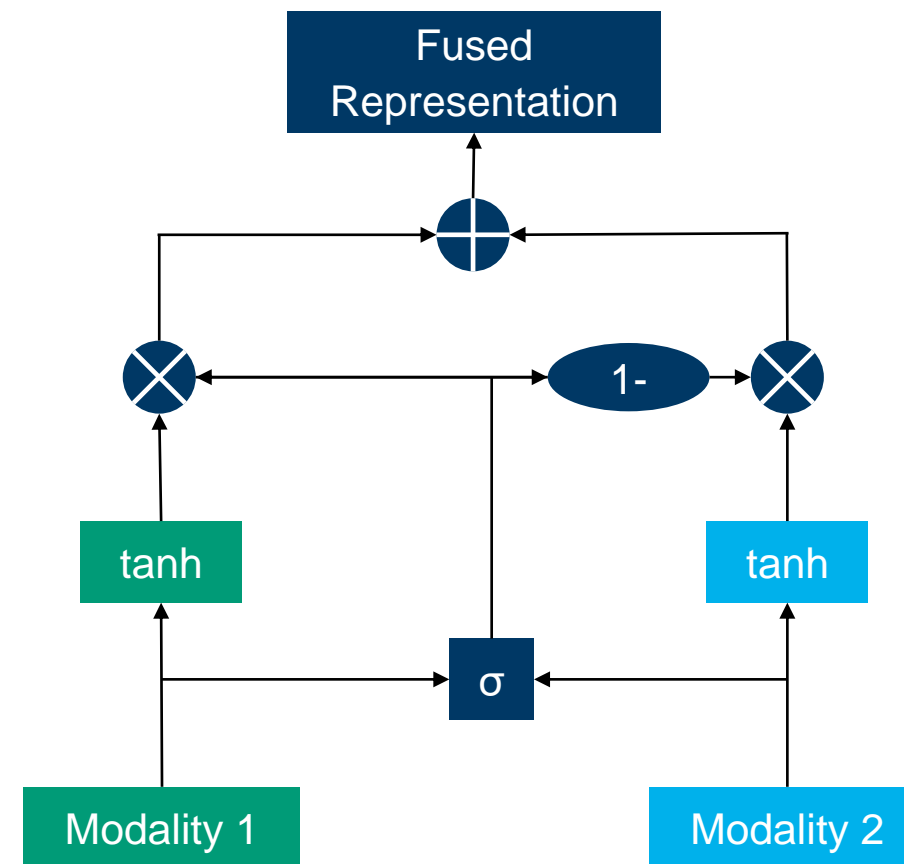 Fused
Representation
1-
tanh
tanh
σ
Modality 1
Modality 2